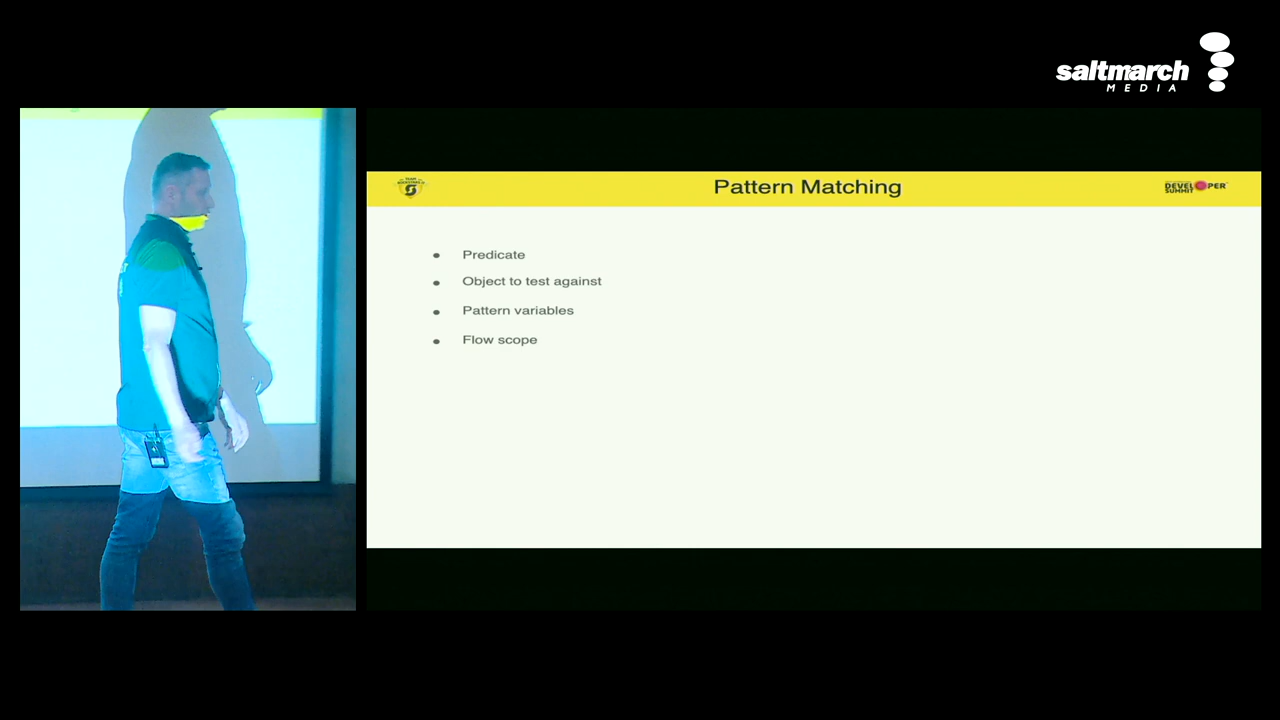 saltmarch
MEDIA
Pattern Matching
DEVELOPER
SUMMIT
Predicate
Object to test against
Pattern variables
Flow scope